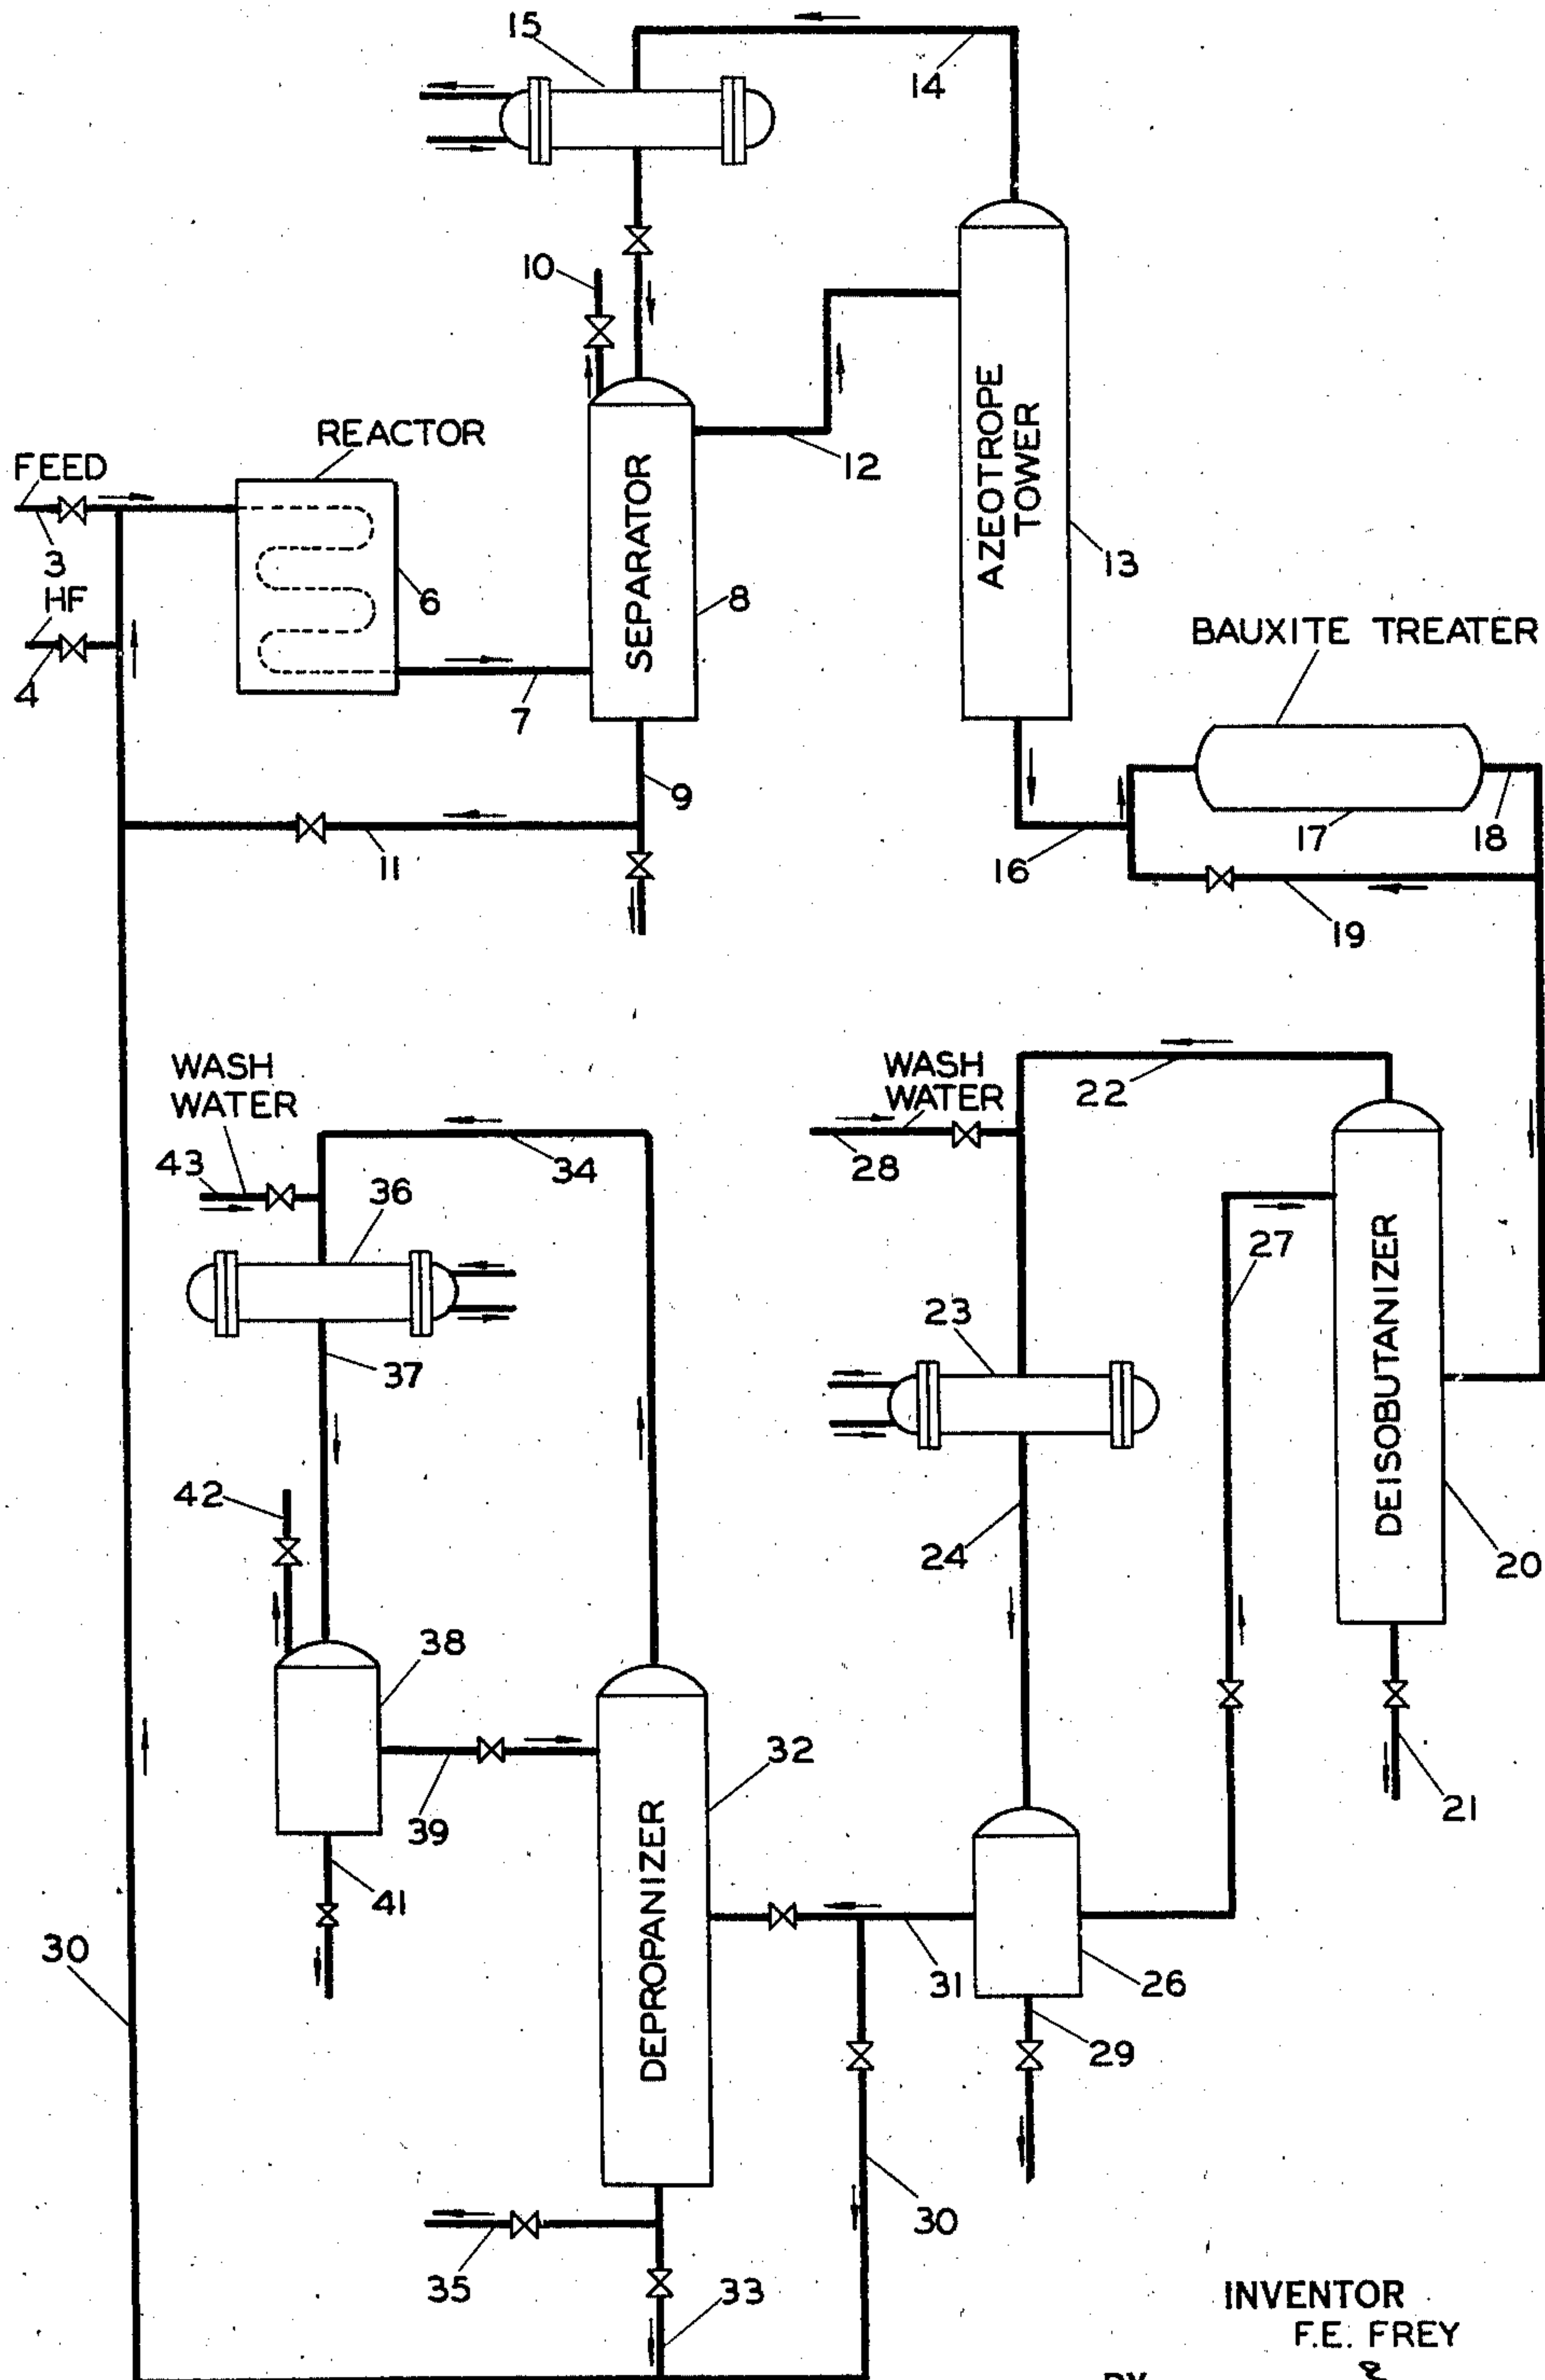 15
14
10
REACTOR
FEED
12
3
HF
6
SEPARATOR
8
AZEOTROPE
TOWER
13
BAUXITE TREATER
4
7
9
11
16
17
18
19
WASH
WATER
WASH
WATER
22
43
34
28
36
27
23
37
DEISOBUTANIZER
42
24
20
38
32
39
21
41
DEPROPANIZER
30
31
26
29
30
35
33
INVENTOR
F.E. FREY
BY